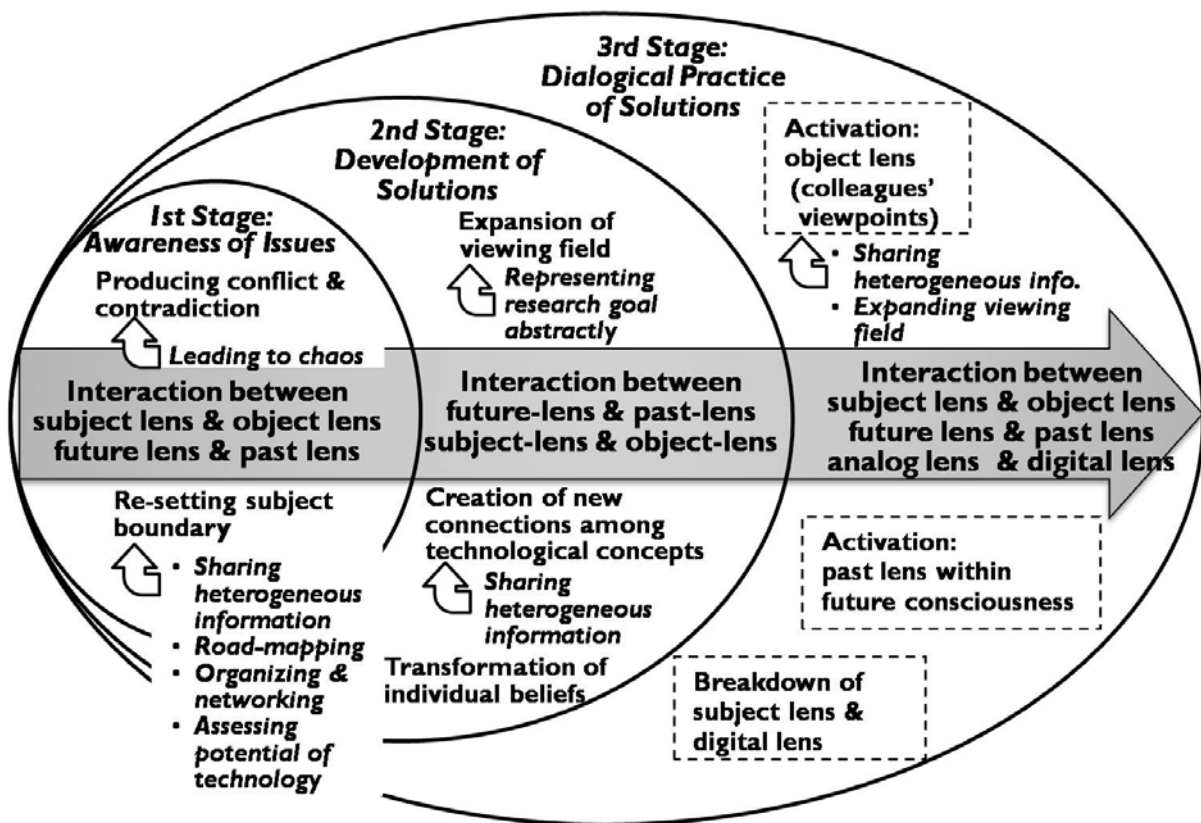 3rd Stage:
Dialogical Practice
of Solutions
2nd Stage:
Development of
Solutions
1st Stage:
Awareness of Issues
Producing conflict &
contradiction
Leading to chaos
Expansion of
viewing field
Representing
research goal
abstractly
Activation:
object lens
(colleagues'
viewpoints)
• Sharing
heterogeneous info.
• Expanding viewing
field
Interaction between
subject lens & object lens
future lens & past lens
Interaction between
future-lens & past-lens
subject-lens & object-lens
Interaction between
subject lens & object lens
future lens & past lens
analog lens & digital lens
Re-setting subject
boundary
• Sharing
heterogeneous
information
• Road-mapping
• Organizing &
networking
• Assessing
potential of
technology
Creation of new
connections among
technological concepts
Sharing
heterogeneous
information
Transformation of
individual beliefs
Activation:
past lens within
future consciousness
Breakdown of
subject lens &
digital lens